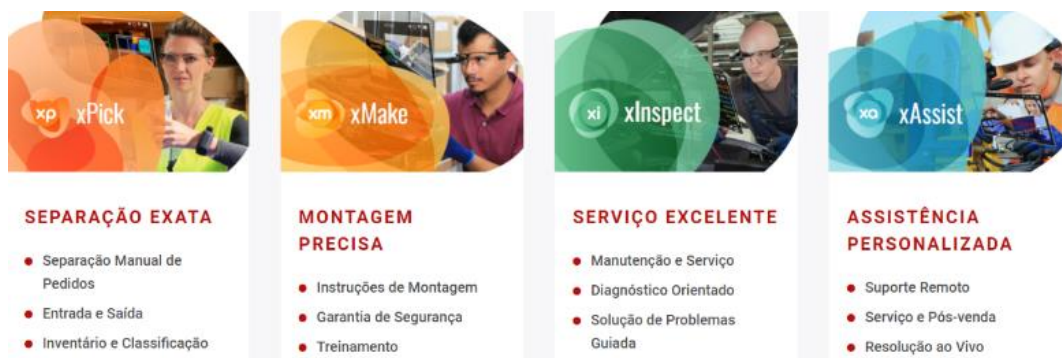 xp xPick
xm xMake
xi xInspect
xa xAssist
SEPARAÇÃO EXATA
Separação Manual de
Pedidos
Entrada e Saída
Inventário e Classificação
MONTAGEM
PRECISA
Instruções de Montagem
Garantia de Segurança
Treinamento
SERVIÇO EXCELENTE
Manutenção e Serviço
Diagnóstico Orientado
Solução de Problemas
Guiada
ASSISTÊNCIA
PERSONALIZADA
Suporte Remoto
Serviço e Pós-venda
Resolução ao Vivo